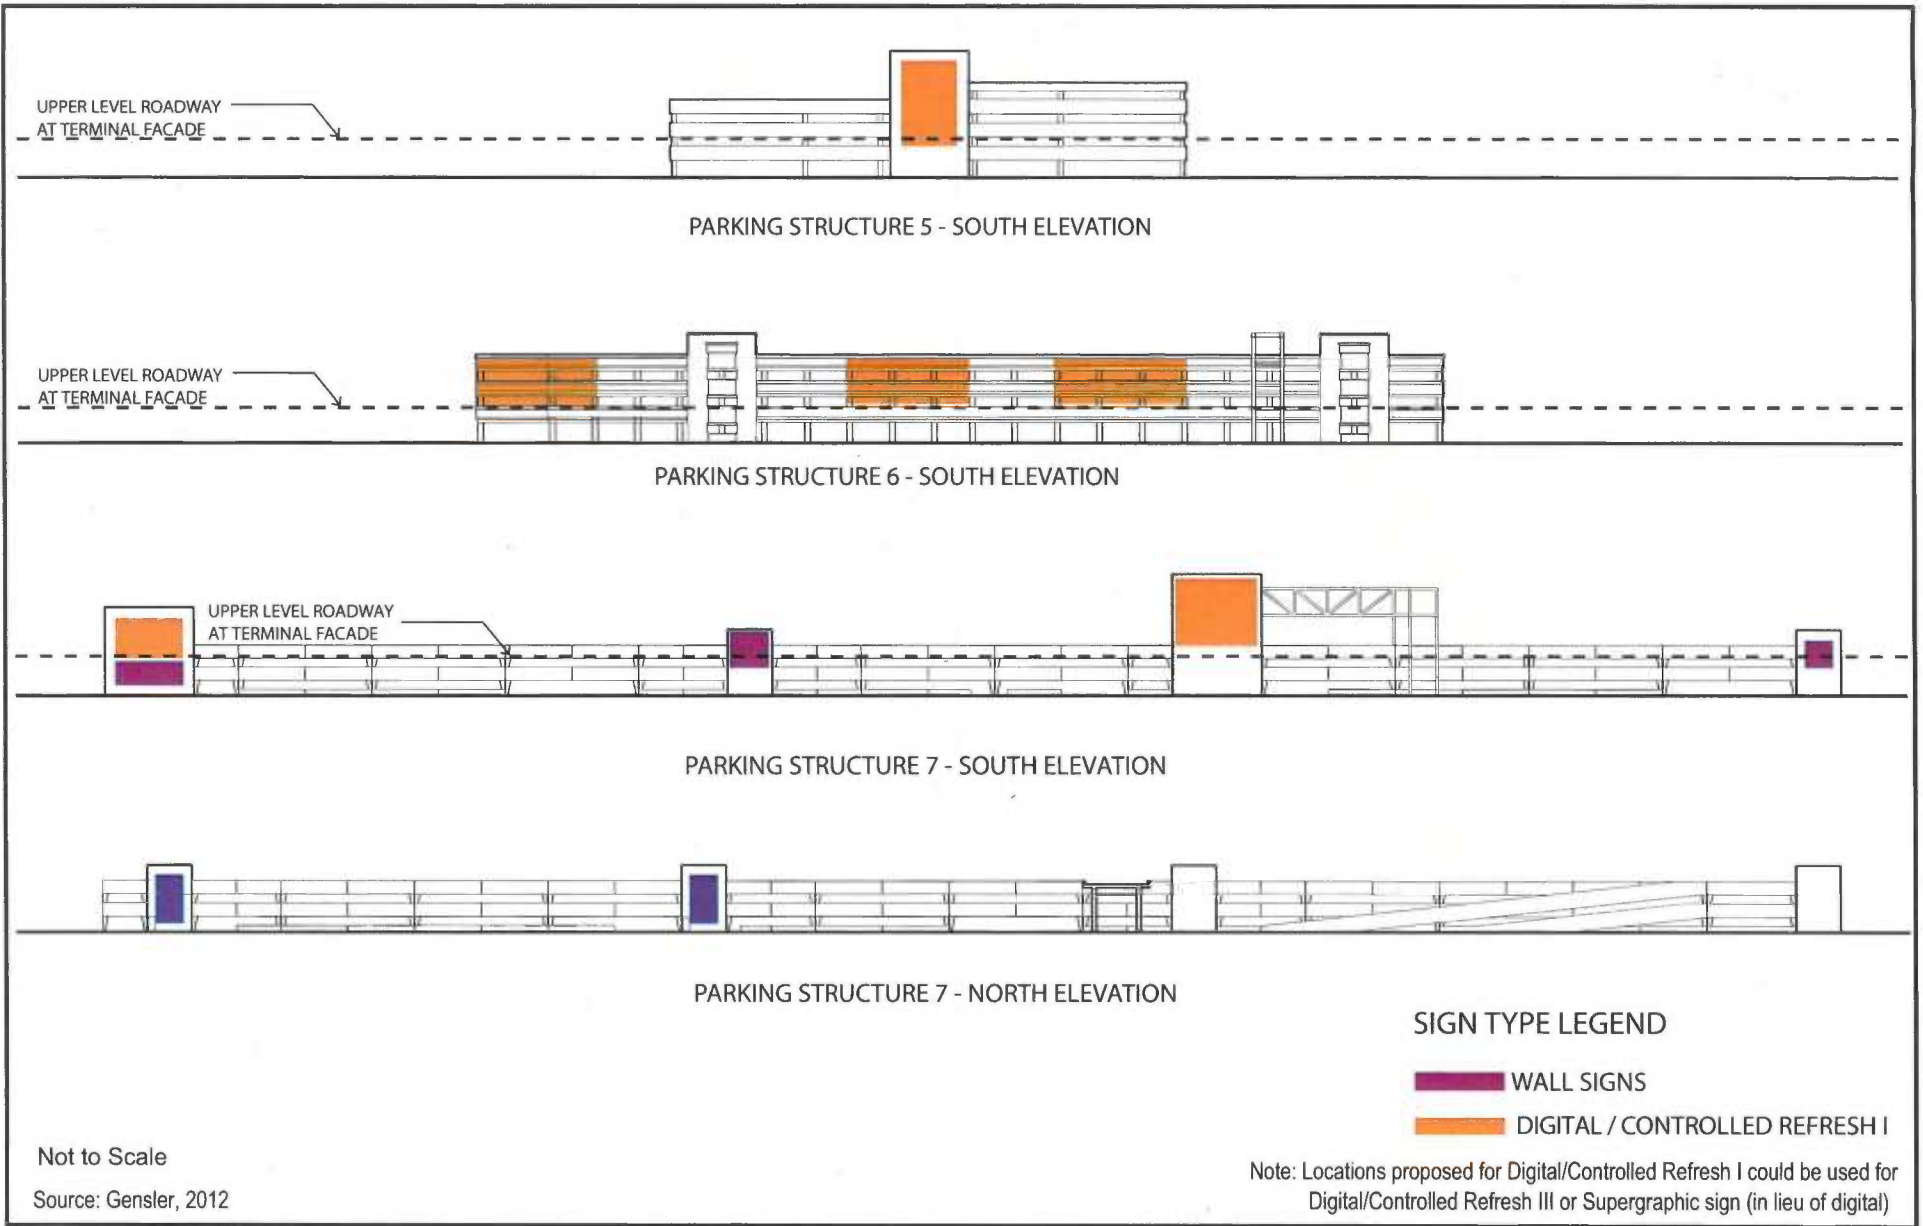 UPPER LEVEL ROADWAY
AT TERMINAL FACADE
PARKING STRUCTURE 5 - SOUTH ELEVATION
UPPER LEVEL ROADWAY
AT TERMINAL FACADE
PARKING STRUCTURE 6 - SOUTH ELEVATION
UPPER LEVEL ROADWAY
AT TERMINAL FACADE
PARKING STRUCTURE 7 - SOUTH ELEVATION
PARKING STRUCTURE 7 - NORTH ELEVATION
SIGN TYPE LEGEND
WALL SIGNS
DIGITAL / CONTROLLED REFRESH I
Not to Scale
Source: Gensler, 2012
Note: Locations proposed for Digital/Controlled Refresh I could be used for
Digital/Controlled Refresh III or Supergraphic sign (in lieu of digital)